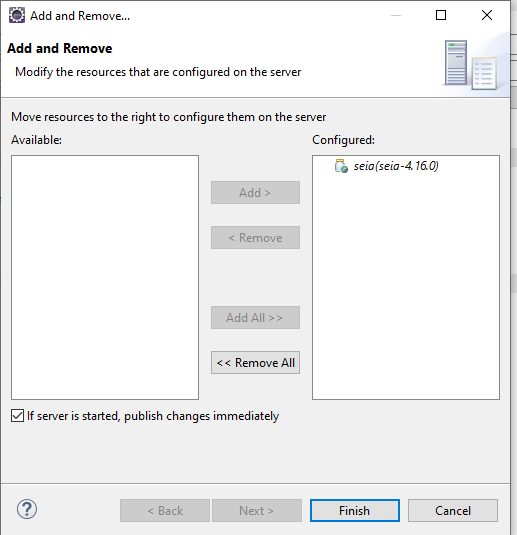 Add and Remove...
Add and Remove
Modify the resources that are configured on the server
Move resources to the right to configure them on the server
Available:
Configured:
seia(seia-4.16.0)
Add >
< Remove
Add All >>
<< Remove All
If server is started, publish changes immediately
?
< Back
Next >
Finish
Cancel